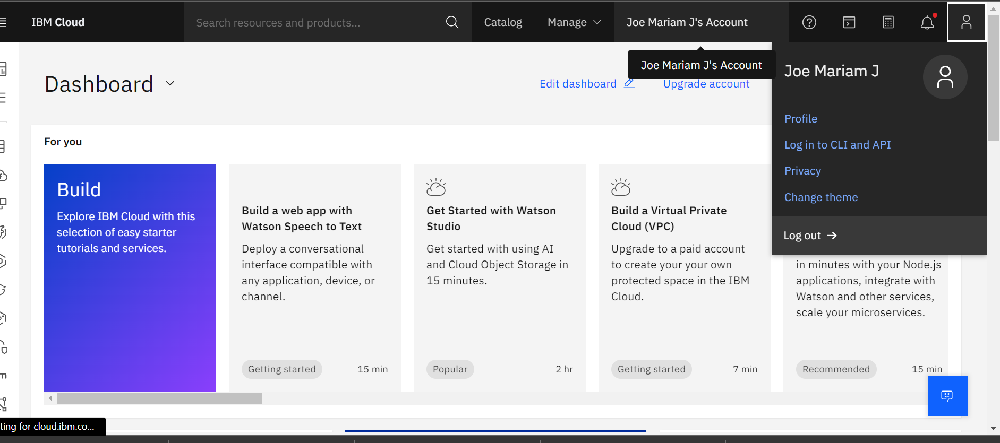 IBM Cloud
Search resources and products...
Catalog
Manage
Joe Mariam J's Account
Joe Mariam J's Account
Joe Mariam J
Profile
Log in to CLI and API
Privacy
Change theme
Log out
Dashboard
Edit dashboard
Upgrade account
For you
Build
Explore IBM Cloud with this
selection of easy starter
tutorials and services.
Build a web app with
Watson Speech to Text
Deploy a conversational
interface compatible with
any application, device, or
channel.
Getting started
15 min
Get Started with Watson
Studio
Get started with using AI
and Cloud Object Storage in
15 minutes.
Popular
2 hr
Build a Virtual Private
Cloud (VPC)
Upgrade to a paid account
to create your your own
protected space in the IBM
Cloud.
Getting started
7 min
in minutes with your Node.js
applications, integrate with
Watson and other services,
scale your microservices.
Recommended
15 min
m
ting for cloud.ibm.co...